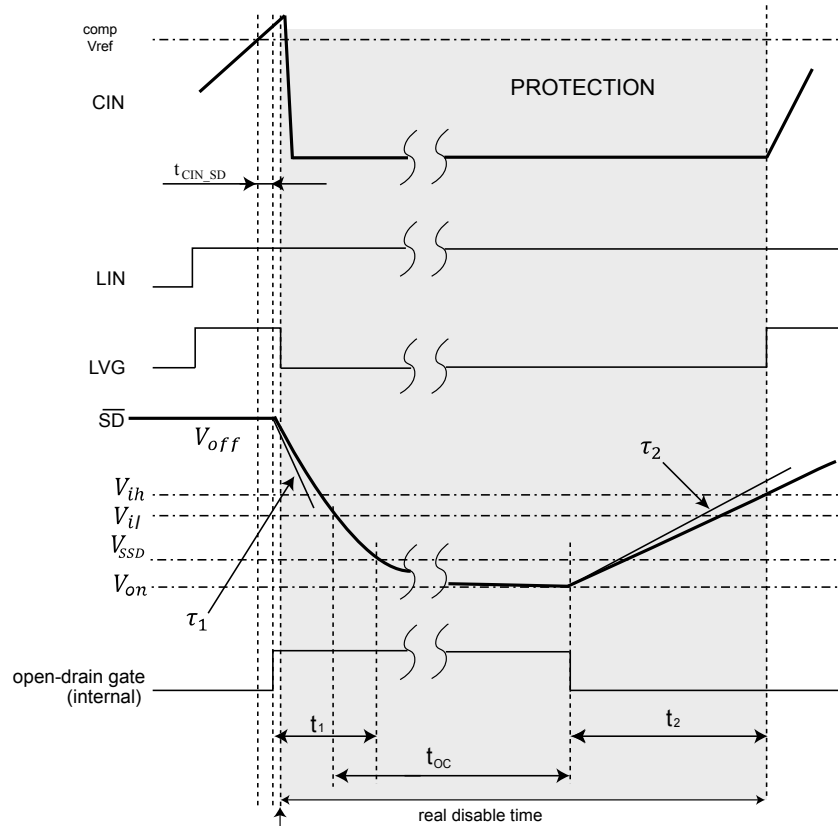 comp
Vref
CIN
PROTECTION
t CIN_SD
LIN
LVG
SD
Voff
τ2
Vih
Vil
VSSD
Von
τ1
open-drain gate
(internal)
t1
t2
tOC
real disable time